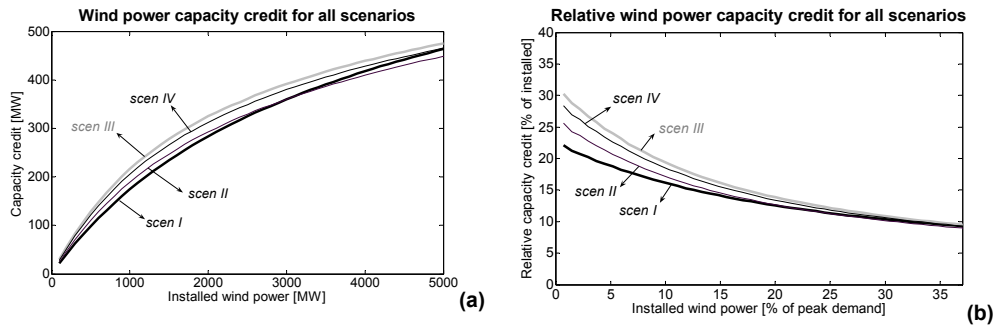 Wind power capacity credit for all scenarios
500
400
300
200
100
0
Capacity credit [MW]
scen IV
scen III
scen II
scen I
0 1000 2000 3000 4000 5000
Installed wind power [MW]
(a)
Relative wind power capacity credit for all scenarios
40
35
30
25
20
15
10
5
0
Relative capacity credit [% of installed]
scen IV
scen III
scen II
scen I
0 5 10 15 20 25 30 35
Installed wind power [% of peak demand]
(b)